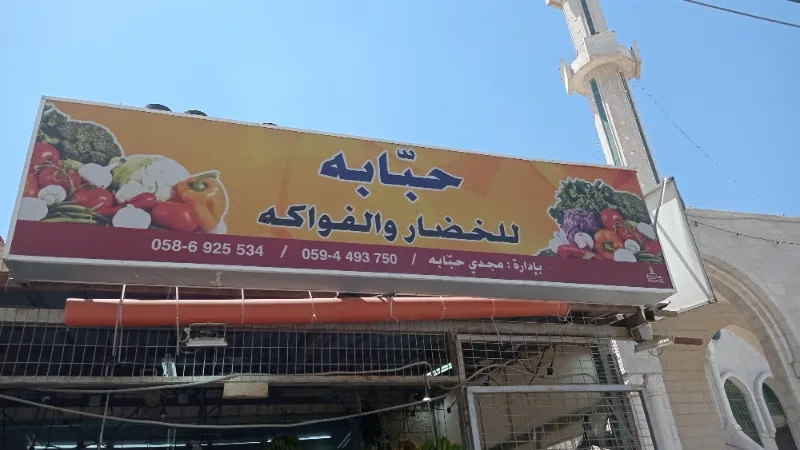 حبّابه
للخضار والفواكه
بإدارة : مجدي حبّابه / 059-4 493 750 / 058-6 925 534